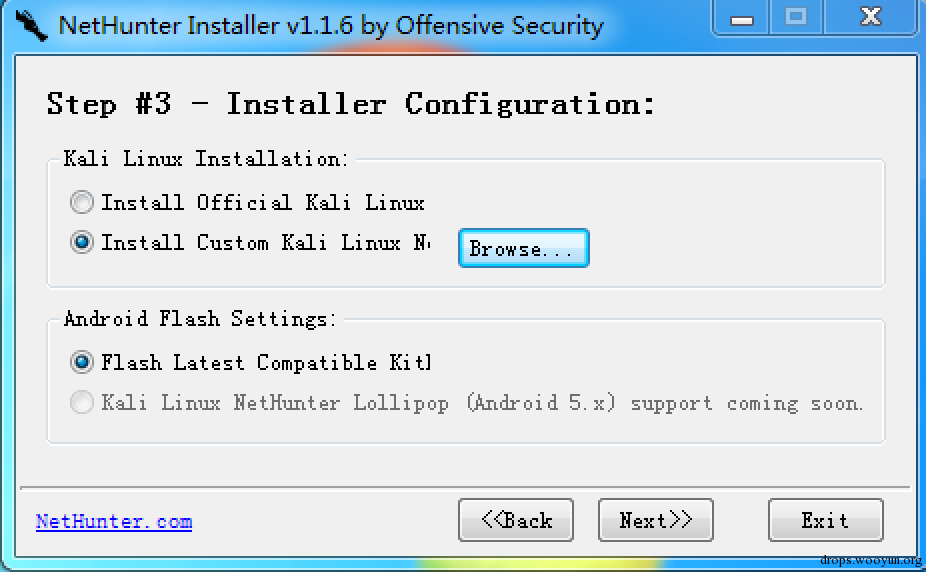 NetHunter Installer v1.1.6 by Offensive Security
Step #3 - Installer Configuration:
Kali Linux Installation:
Install Official Kali Linux
Install Custom Kali Linux
Browse...
Android Flash Settings:
Flash Latest Compatible
Kali Linux NetHunter Lollipop (Android 5.x) support coming soon.
NetHunter.com
<<Back
Next>>
Exit
drops.wooyun.org